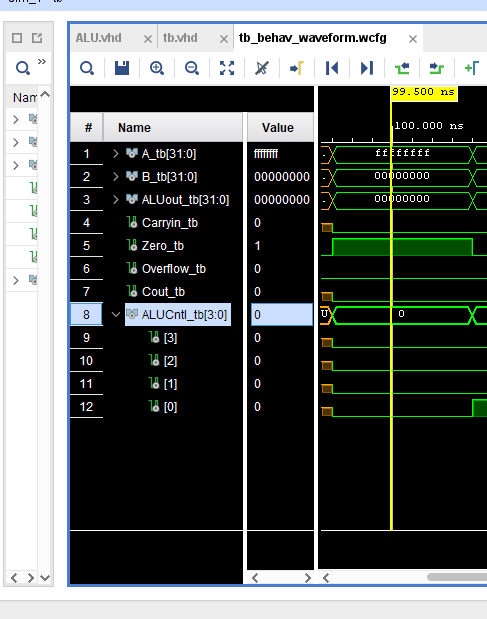 ALU.vhd × tb.vhd × tb_behav_waveform.wcfg ×
»
Nam
99.500 ns
100.000 ns
# Name Value
1 A_tb[31:0] ffffffff ffffffff
2 B_tb[31:0] 00000000 00000000
3 ALUout_tb[31:0] 00000000 00000000
4 Carryin_tb 0
5 Zero_tb 1
6 Overflow_tb 0
7 Cout_tb 0
8 ALUCntl_tb[3:0] 0 U 0
9 [3] 0
10 [2] 0
11 [1] 0
12 [0] 0